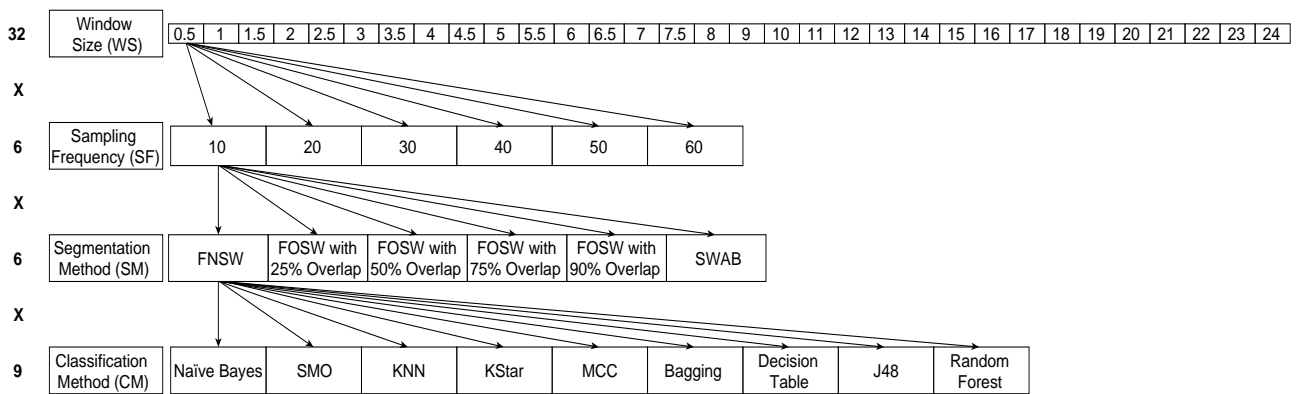 32
Window
Size (WS)
0.5 1 1.5 2 2.5 3 3.5 4 4.5 5 5.5 6 6.5 7 7.5 8 9 10 11 12 13 14 15 16 17 18 19 20 21 22 23 24
X
6
Sampling
Frequency (SF)
10 20 30 40 50 60
X
6
Segmentation
Method (SM)
FNSW
FOSW with
25% Overlap
FOSW with
50% Overlap
FOSW with
75% Overlap
FOSW with
90% Overlap
SWAB
X
9
Classification
Method (CM)
Naïve Bayes
SMO
KNN
KStar
MCC
Bagging
Decision
Table
J48
Random
Forest